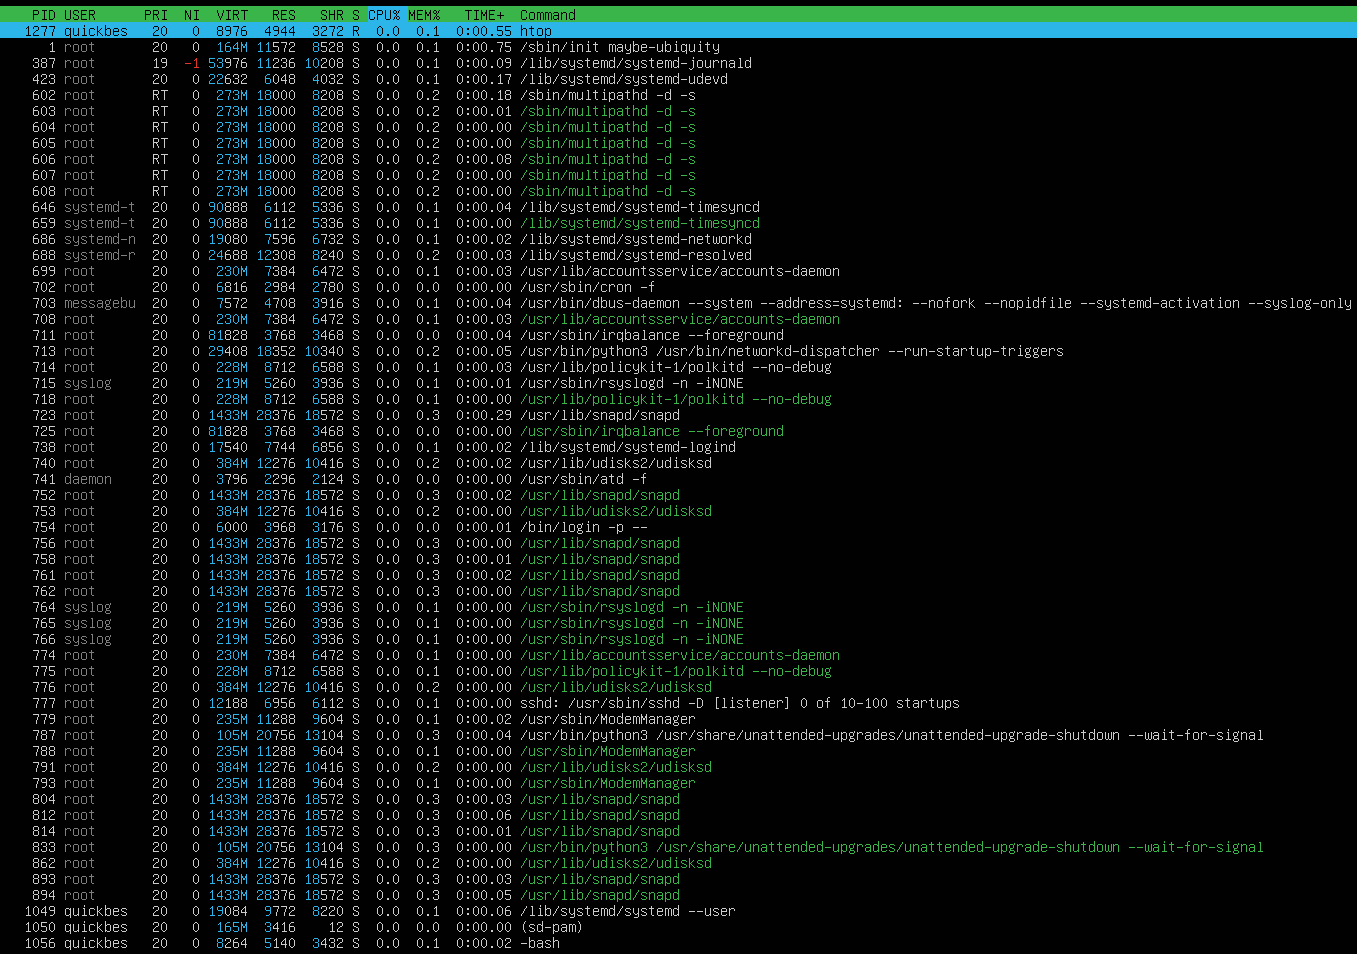 PID USER PRI NI VIRT RES SHR S CPU% MEM% TIME+ Command
1277 quickbes 20 0 8976 4944 3272 R 0.0 0.1 0:00.55 htop
1 root 20 0 164M 11572 8528 S 0.0 0.1 0:00.75 /sbin/init maybe-ubiquity
387 root 19 -1 53976 11236 10208 S 0.0 0.1 0:00.09 /lib/systemd/systemd-journald
423 root 20 0 22632 6048 4032 S 0.0 0.1 0:00.17 /lib/systemd/systemd-udevd
602 root RT 0 273M 18000 8208 S 0.0 0.2 0:00.18 /sbin/multipathd -d -s
603 root RT 0 273M 18000 8208 S 0.0 0.2 0:00.01 /sbin/multipathd -d -s
604 root RT 0 273M 18000 8208 S 0.0 0.2 0:00.00 /sbin/multipathd -d -s
605 root RT 0 273M 18000 8208 S 0.0 0.2 0:00.00 /sbin/multipathd -d -s
606 root RT 0 273M 18000 8208 S 0.0 0.2 0:00.08 /sbin/multipathd -d -s
607 root RT 0 273M 18000 8208 S 0.0 0.2 0:00.00 /sbin/multipathd -d -s
608 root RT 0 273M 18000 8208 S 0.0 0.2 0:00.00 /sbin/multipathd -d -s
646 systemd-t 20 0 90888 6112 5336 S 0.0 0.1 0:00.04 /lib/systemd/systemd-timesyncd
659 systemd-t 20 0 90888 6112 5336 S 0.0 0.1 0:00.00 /lib/systemd/systemd-timesyncd
686 systemd-n 20 0 19080 7596 6732 S 0.0 0.1 0:00.02 /lib/systemd/systemd-networkd
688 systemd-r 20 0 24688 12308 8240 S 0.0 0.2 0:00.03 /lib/systemd/systemd-resolved
699 root 20 0 230M 7384 6472 S 0.0 0.1 0:00.03 /usr/lib/accountsservice/accounts-daemon
702 root 20 0 6816 2984 2780 S 0.0 0.0 0:00.00 /usr/sbin/cron -f
703 messagebu 20 0 7572 4708 3916 S 0.0 0.1 0:00.04 /usr/bin/dbus-daemon --system --address=systemd: --nofork --nopidfile --systemd-activation --syslog-only
708 root 20 0 230M 7384 6472 S 0.0 0.1 0:00.03 /usr/lib/accountsservice/accounts-daemon
711 root 20 0 81828 3768 3468 S 0.0 0.0 0:00.04 /usr/sbin/irqbalance --foreground
713 root 20 0 29408 18352 10340 S 0.0 0.2 0:00.05 /usr/bin/python3 /usr/bin/networkd-dispatcher --run-startup-triggers
714 root 20 0 228M 8712 6588 S 0.0 0.1 0:00.03 /usr/lib/policykit-1/polkitd --no-debug
715 syslog 20 0 219M 5260 3936 S 0.0 0.1 0:00.01 /usr/sbin/rsyslogd -n -iNONE
718 root 20 0 228M 8712 6588 S 0.0 0.1 0:00.00 /usr/lib/policykit-1/polkitd --no-debug
723 root 20 0 1433M 28376 18572 S 0.0 0.3 0:00.29 /usr/lib/snapd/snapd
725 root 20 0 81828 3768 3468 S 0.0 0.0 0:00.00 /usr/sbin/irqbalance --foreground
738 root 20 0 17540 7744 6856 S 0.0 0.1 0:00.02 /lib/systemd/systemd-logind
740 root 20 0 384M 12276 10416 S 0.0 0.2 0:00.02 /usr/lib/udisks2/udisksd
741 daemon 20 0 3796 2296 2124 S 0.0 0.0 0:00.00 /usr/sbin/atd -f
752 root 20 0 1433M 28376 18572 S 0.0 0.3 0:00.02 /usr/lib/snapd/snapd
753 root 20 0 384M 12276 10416 S 0.0 0.2 0:00.00 /usr/lib/udisks2/udisksd
754 root 20 0 6000 3968 3176 S 0.0 0.0 0:00.01 /bin/login -p --
756 root 20 0 1433M 28376 18572 S 0.0 0.3 0:00.00 /usr/lib/snapd/snapd
758 root 20 0 1433M 28376 18572 S 0.0 0.3 0:00.01 /usr/lib/snapd/snapd
761 root 20 0 1433M 28376 18572 S 0.0 0.3 0:00.02 /usr/lib/snapd/snapd
762 root 20 0 1433M 28376 18572 S 0.0 0.3 0:00.00 /usr/lib/snapd/snapd
764 syslog 20 0 219M 5260 3936 S 0.0 0.1 0:00.00 /usr/sbin/rsyslogd -n -iNONE
765 syslog 20 0 219M 5260 3936 S 0.0 0.1 0:00.00 /usr/sbin/rsyslogd -n -iNONE
766 syslog 20 0 219M 5260 3936 S 0.0 0.1 0:00.00 /usr/sbin/rsyslogd -n -iNONE
774 root 20 0 230M 7384 6472 S 0.0 0.1 0:00.00 /usr/lib/accountsservice/accounts-daemon
775 root 20 0 228M 8712 6588 S 0.0 0.1 0:00.00 /usr/lib/policykit-1/polkitd --no-debug
776 root 20 0 384M 12276 10416 S 0.0 0.2 0:00.00 /usr/lib/udisks2/udisksd
777 root 20 0 12188 6956 6112 S 0.0 0.1 0:00.00 sshd: /usr/sbin/sshd -D [listener] 0 of 10-100 startups
779 root 20 0 235M 11288 9604 S 0.0 0.1 0:00.02 /usr/sbin/ModemManager
787 root 20 0 105M 20756 13104 S 0.0 0.3 0:00.04 /usr/bin/python3 /usr/share/unattended-upgrades/unattended-upgrade-shutdown --wait-for-signal
788 root 20 0 235M 11288 9604 S 0.0 0.1 0:00.00 /usr/sbin/ModemManager
791 root 20 0 384M 12276 10416 S 0.0 0.2 0:00.00 /usr/lib/udisks2/udisksd
793 root 20 0 235M 11288 9604 S 0.0 0.1 0:00.00 /usr/sbin/ModemManager
804 root 20 0 1433M 28376 18572 S 0.0 0.3 0:00.03 /usr/lib/snapd/snapd
812 root 20 0 1433M 28376 18572 S 0.0 0.3 0:00.06 /usr/lib/snapd/snapd
814 root 20 0 1433M 28376 18572 S 0.0 0.3 0:00.01 /usr/lib/snapd/snapd
833 root 20 0 105M 20756 13104 S 0.0 0.3 0:00.00 /usr/bin/python3 /usr/share/unattended-upgrades/unattended-upgrade-shutdown --wait-for-signal
862 root 20 0 384M 12276 10416 S 0.0 0.2 0:00.00 /usr/lib/udisks2/udisksd
893 root 20 0 1433M 28376 18572 S 0.0 0.3 0:00.03 /usr/lib/snapd/snapd
894 root 20 0 1433M 28376 18572 S 0.0 0.3 0:00.05 /usr/lib/snapd/snapd
1049 quickbes 20 0 19084 9772 8220 S 0.0 0.1 0:00.06 /lib/systemd/systemd --user
1050 quickbes 20 0 165M 3416 12 S 0.0 0.0 0:00.00 (sd-pam)
1056 quickbes 20 0 8264 5140 3432 S 0.0 0.1 0:00.02 -bash